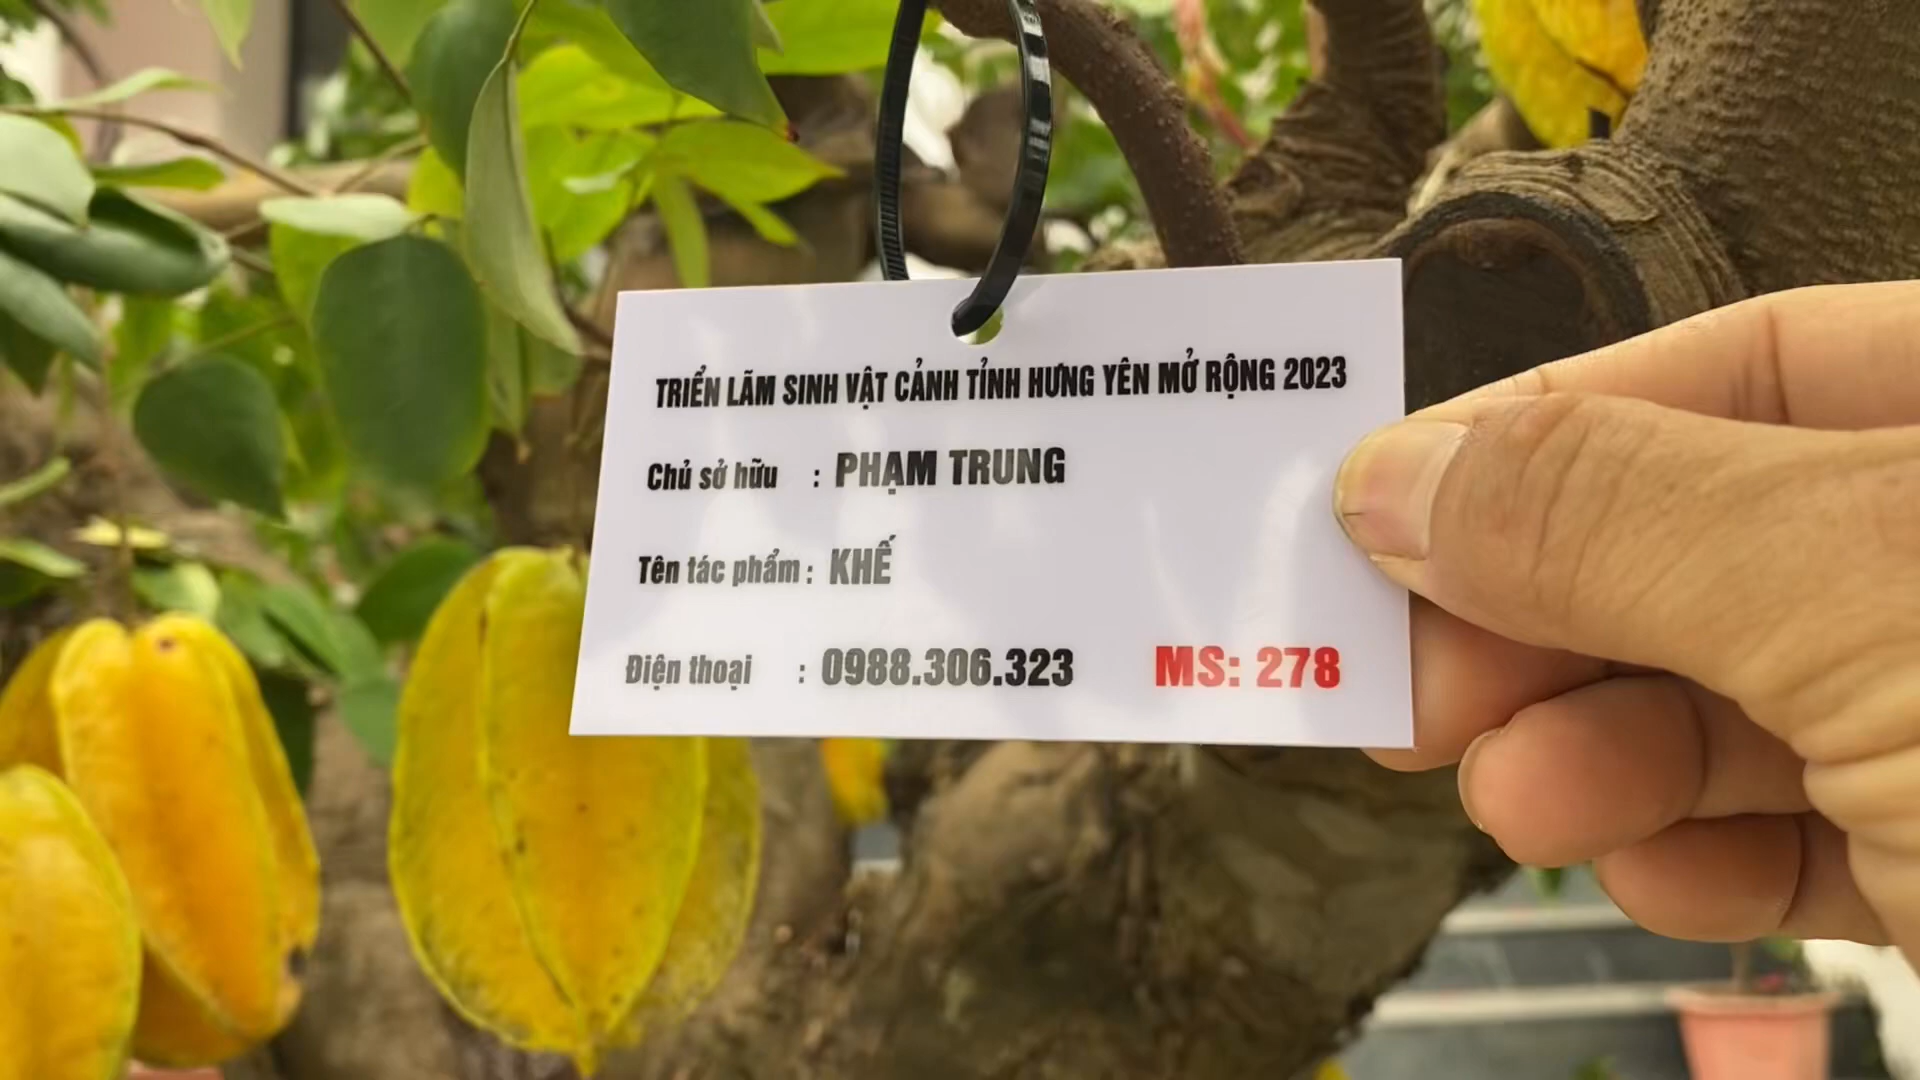 TRIỂN LÃM SINH VẬT CẢNH TỈNH HƯNG YÊN MỞ RỘNG 2023
Chủ sở hữu : PHẠM TRUNG
Tên tác phẩm : KHẾ
Điện thoại : 0988.306.323 MS: 278